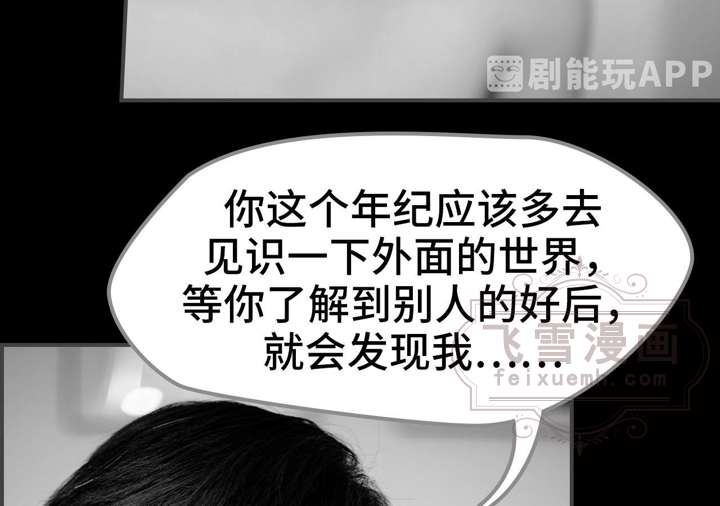 剧能玩APP
你这个年纪应该多去
见识一下外面的世界，
等你了解到别人的好后，
就会发现我……
飞雪漫画
feixuemh.com